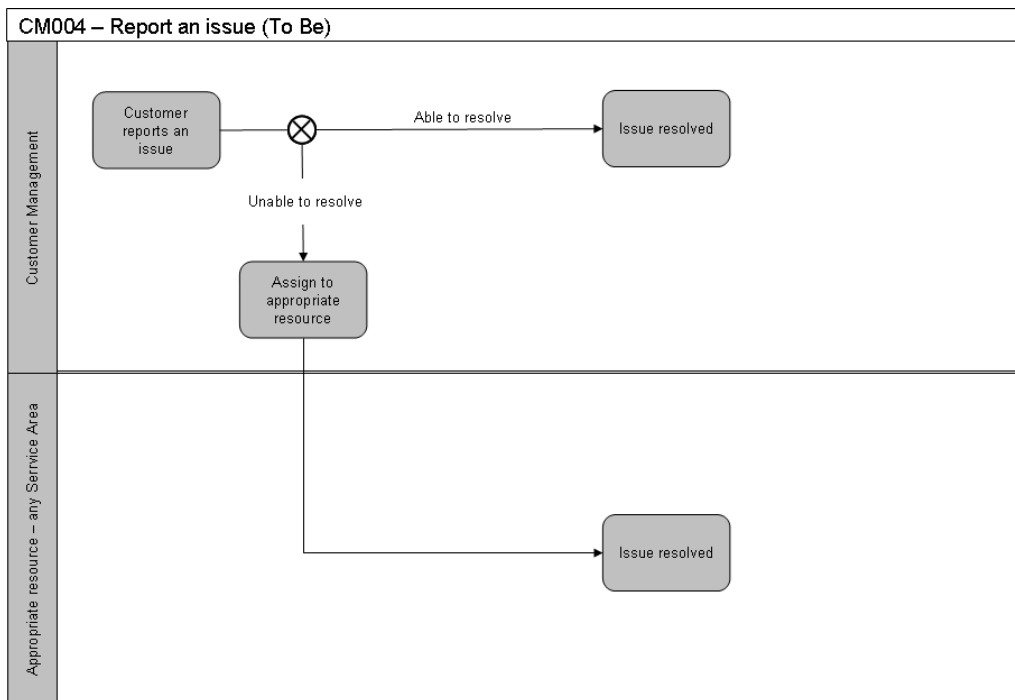 CM004 – Report an issue (To Be)
Customer Management
Customer
reports an
issue
Able to resolve
Issue resolved
Unable to resolve
Assign to
appropriate
resource
Appropriate resource – any Serrvice Area
Issue resolved